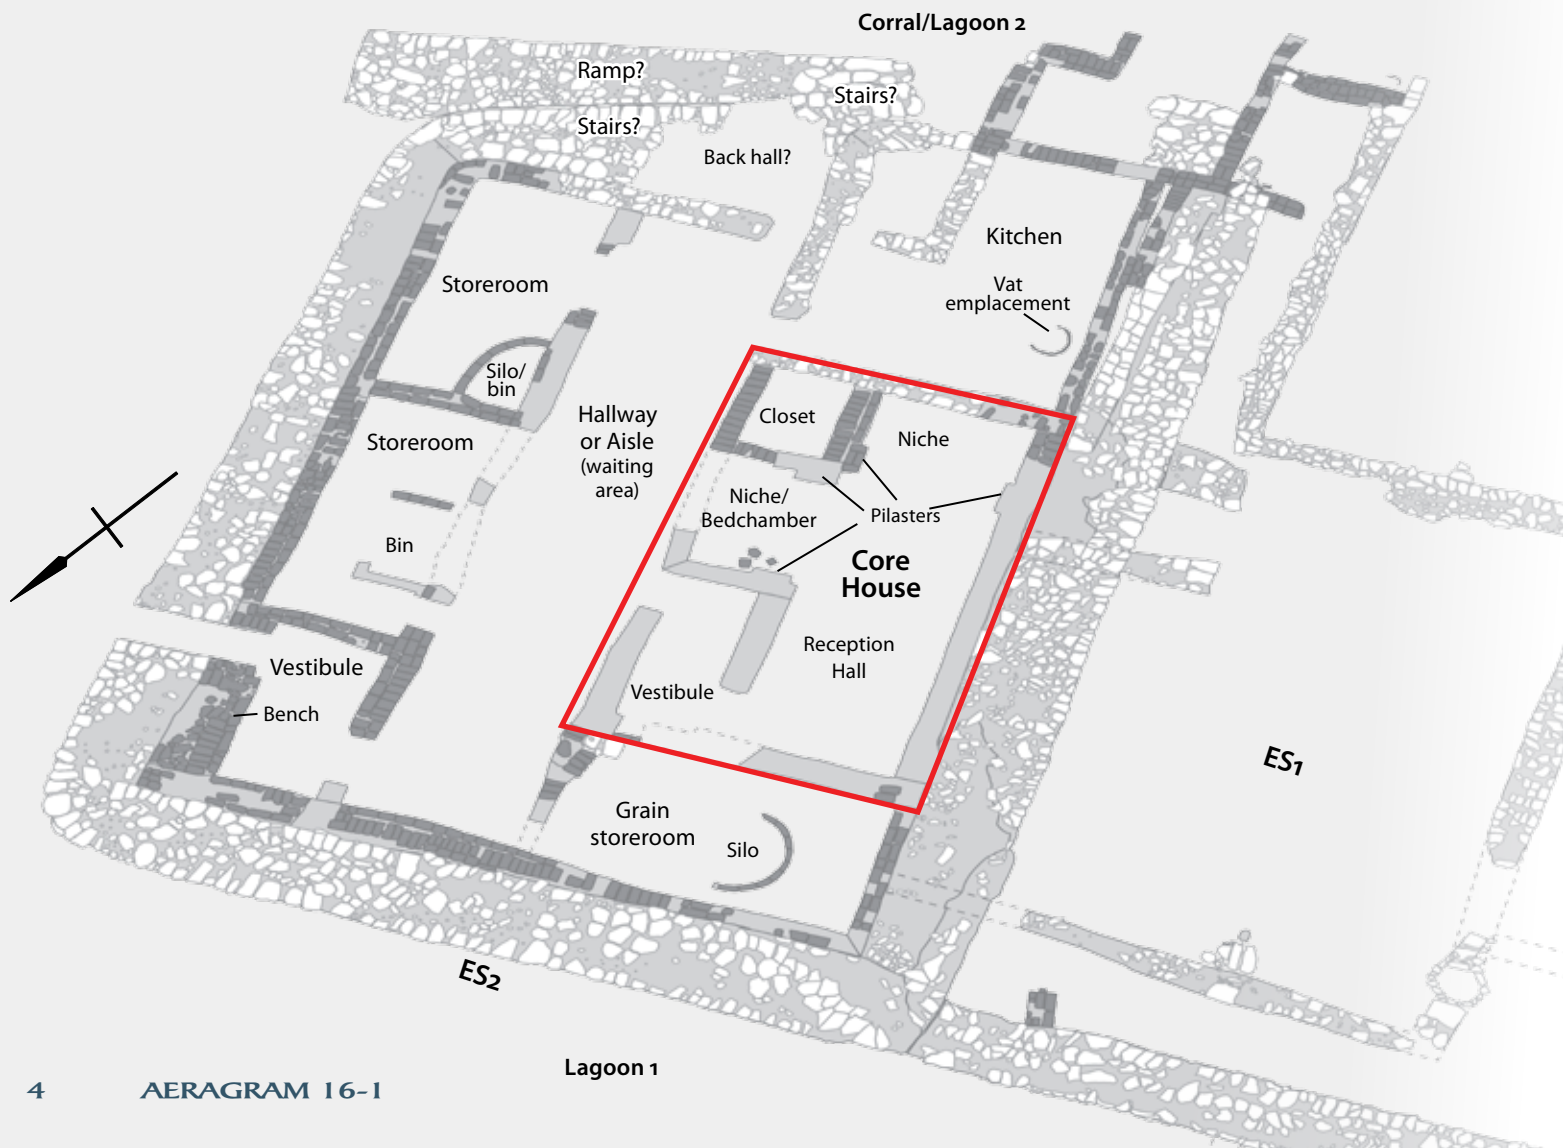 Corral/Lagoon 2
Ramp?
Stairs?
Stairs?
Back hall?
Kitchen
Vat
emplacement
Storeroom
Silo/
bin
Storeroom
Hallway
or Aisle
(waiting
area)
Closet
Niche
Niche/
Bedchamber
Pilasters
Bin
Core
House
Reception
Hall
Vestibule
Vestibule
Bench
ES1
Grain
storeroom
Silo
ES2
Lagoon 1
4 AERAGRAM 16-1